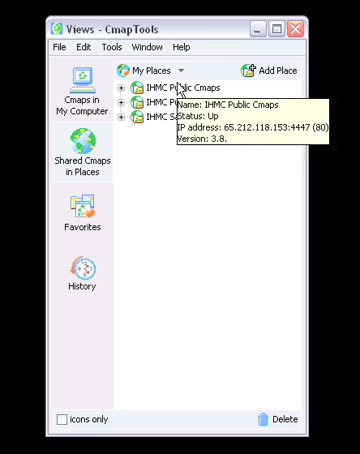 Views - CmapTools
File Edit Tools Window Help
My Places
Add Place
Cmaps in
My Computer
Shared Cmaps
in Places
Favorites
History
IHMC Public Cmaps
IHMC P
IHMC S
Name: IHMC Public Cmaps
Status: Up
IP address: 65.212.118.153:4447 (80)
Version: 3.8.
icons only
Delete